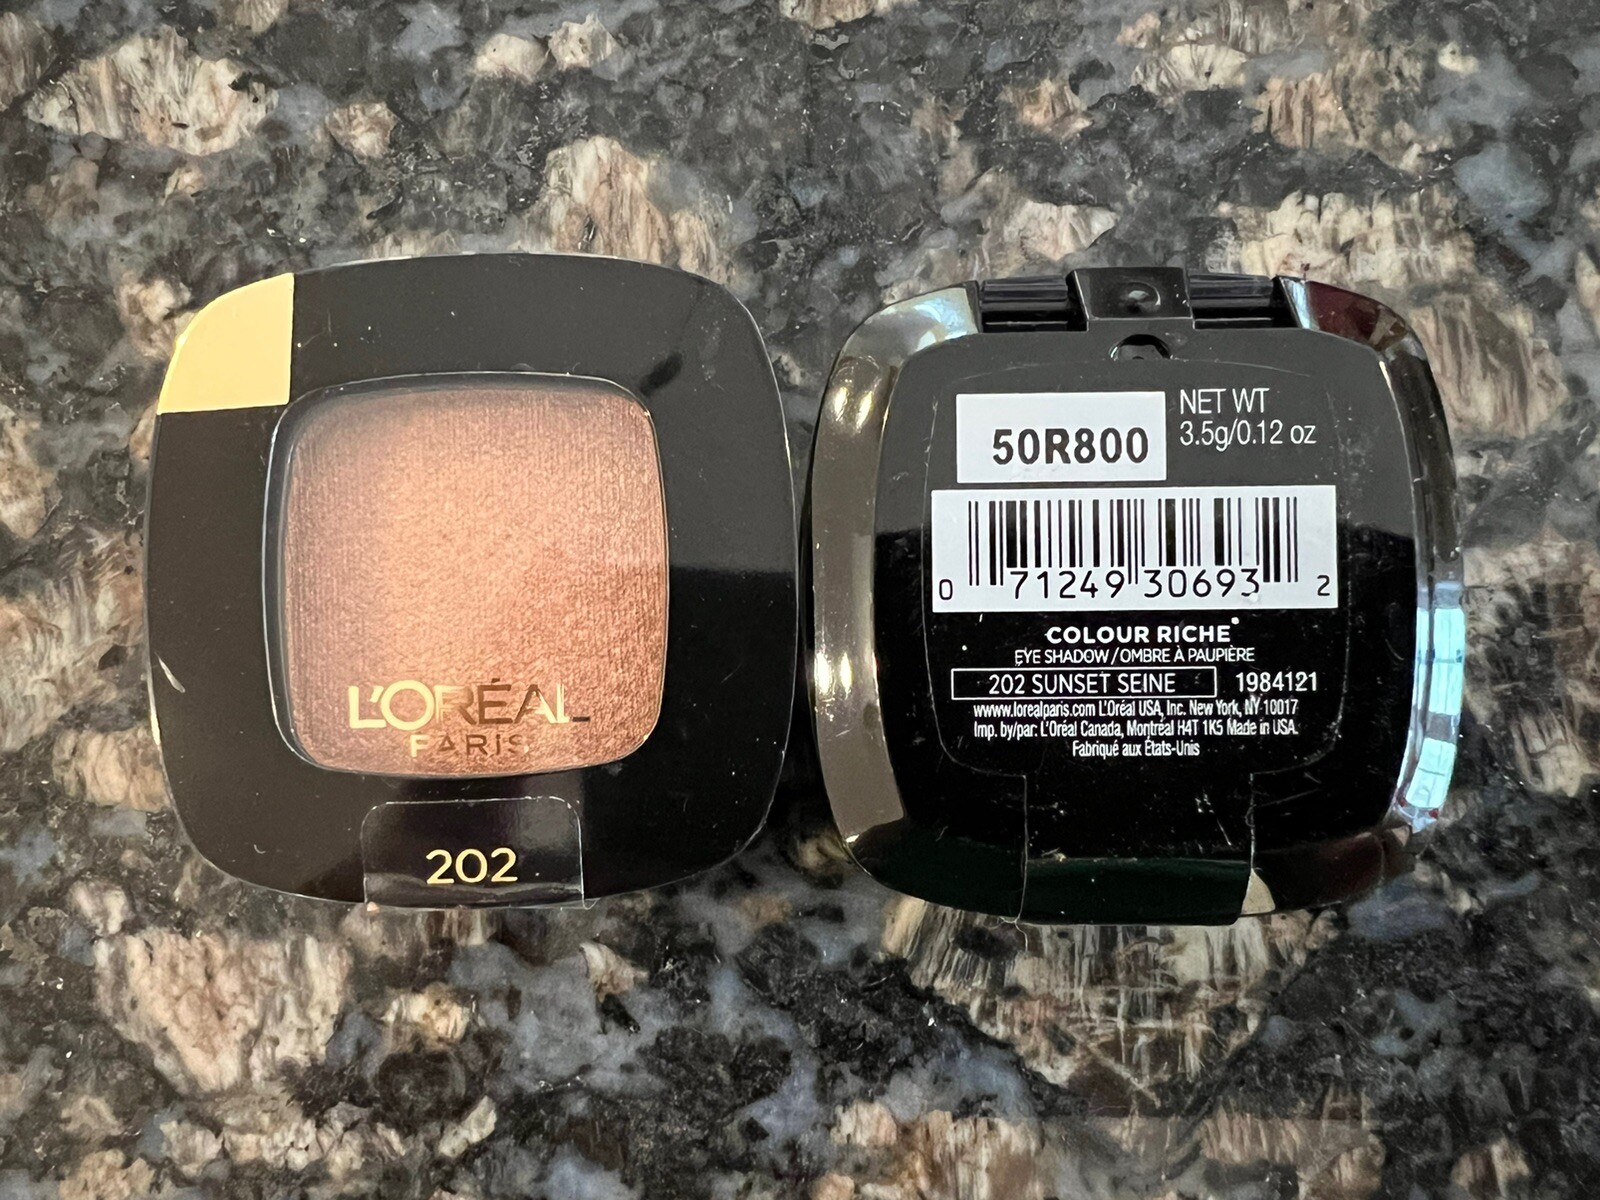 L'ORÉAL
PARIS
202
50R800
NET WT
3.5g/0.12 oz
0 71249 30693 2
COLOUR RICHE
EYE SHADOW / OMBRE À PAUPIÈRE
202 SUNSET SEINE 1984121
www.lorealparis.com L'Oréal USA, Inc. New York, NY 10017
Imp. by/par: L'Oréal Canada, Montréal H4T 1K5 Made in USA.
Fabriqué aux États-Unis